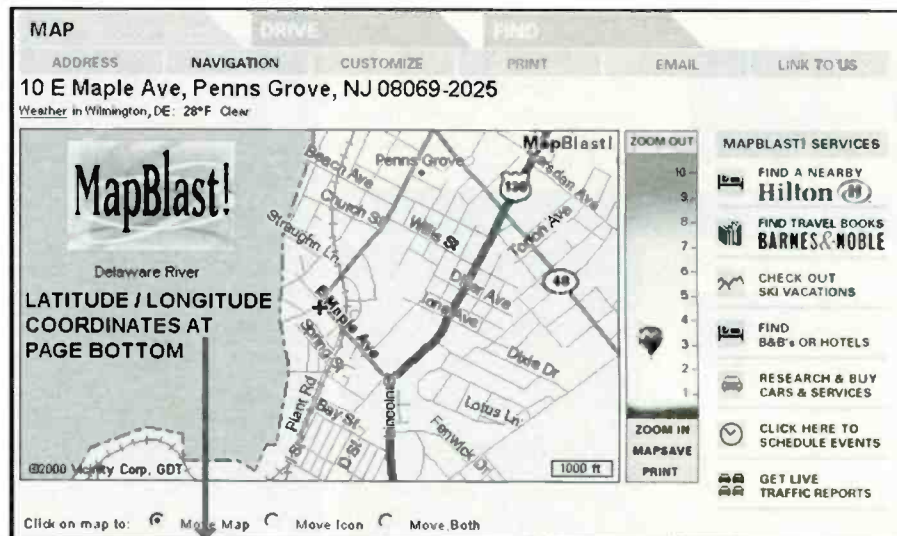 MAP
DRIVE
FIND
ADDRESS NAVIGATION CUSTOMIZE PRINT EMAIL LINK TO US
10 E Maple Ave, Penns Grove, NJ 08069-2025
Weather in Wilmington, DE: 28°F Clear
MapBlast!
Delaware River
LATITUDE / LONGITUDE
COORDINATES AT
PAGE BOTTOM
Beach Ave
Penns Grove
MapBlast!
130
Church St
Willis St
Torton Ave
Straughn Ln
48
E Maple Ave
Diver Ave
Lane Ave
Spring St
Dixie Dr
Plant Rd
Bay St
D St
Lincoln
Lotus Ln
Fenwick Dr
©2000 Vicinity Corp, GDT
1000 ft
ZOOM OUT
10
9
8
7
6
5
4
3
2
1
ZOOM IN
MAPSAVE
PRINT
MAPBLAST! SERVICES
FIND A NEARBY
Hilton H
FIND TRAVEL BOOKS
BARNES & NOBLE
CHECK OUT
SKI VACATIONS
FIND
B&B's OR HOTELS
RESEARCH & BUY
CARS & SERVICES
CLICK HERE TO
SCHEDULE EVENTS
GET LIVE
TRAFFIC REPORTS
Click on map to: Move Map Move Icon Move Both